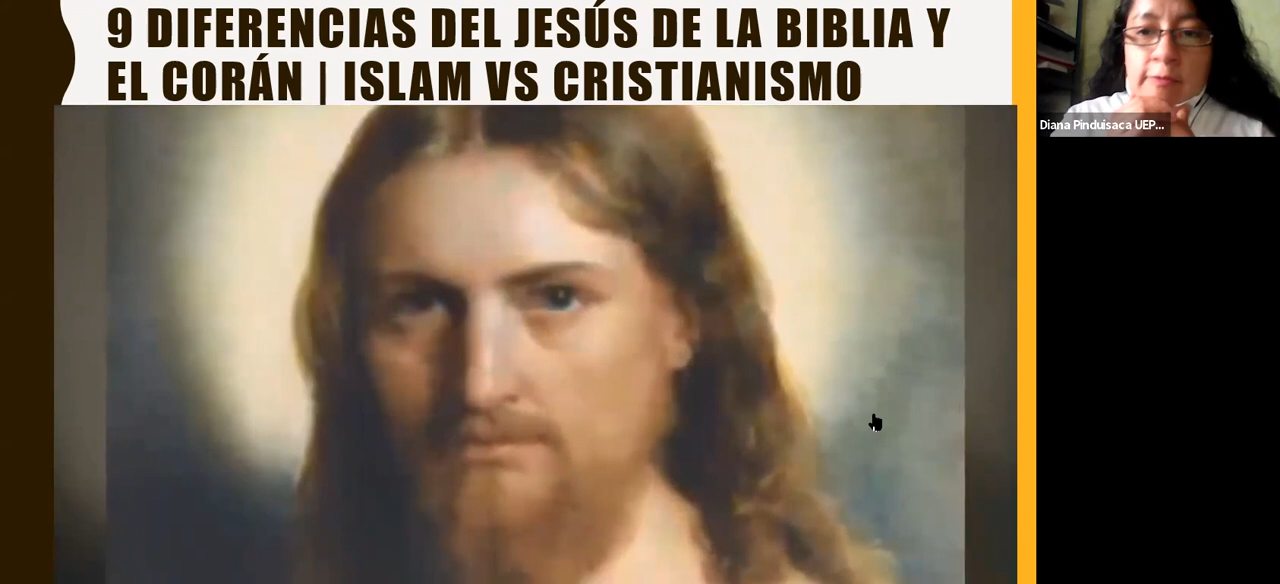 9 DIFERENCIAS DEL JESÚS DE LA BIBLIA Y
EL CORÁN | ISLAM VS CRISTIANISMO
Diana Pinduisaca UEP...